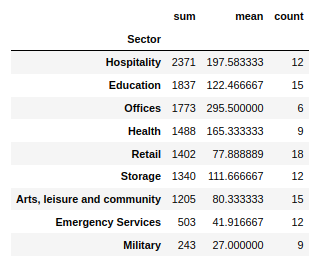 sum mean count
Sector
Hospitality 2371 197.583333 12
Education 1837 122.466667 15
Offices 1773 295.500000 6
Health 1488 165.333333 9
Retail 1402 77.888889 18
Storage 1340 111.666667 12
Arts, leisure and community 1205 80.333333 15
Emergency Services 503 41.916667 12
Military 243 27.000000 9